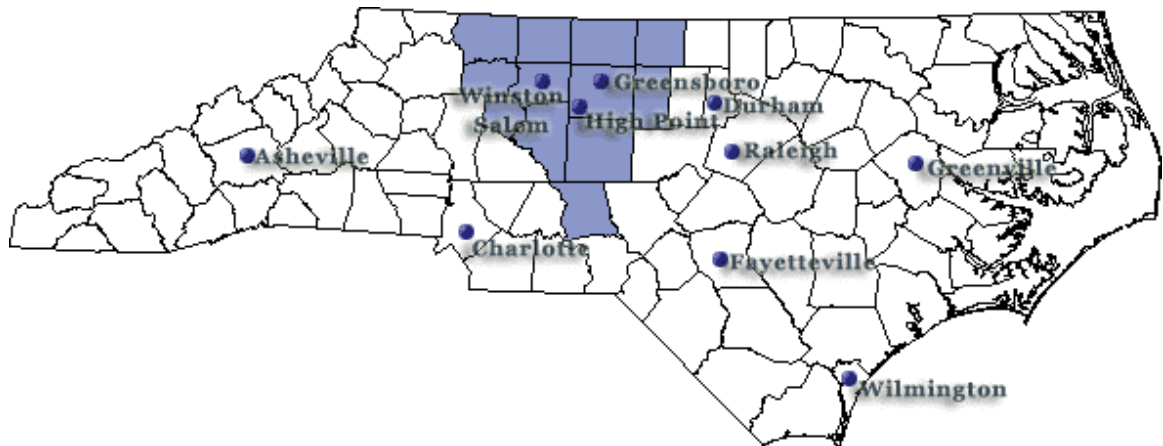 Winston
Salem
Greensboro
High Point
Durham
Asheville
Raleigh
Greenville
Charlotte
Fayetteville
Wilmington